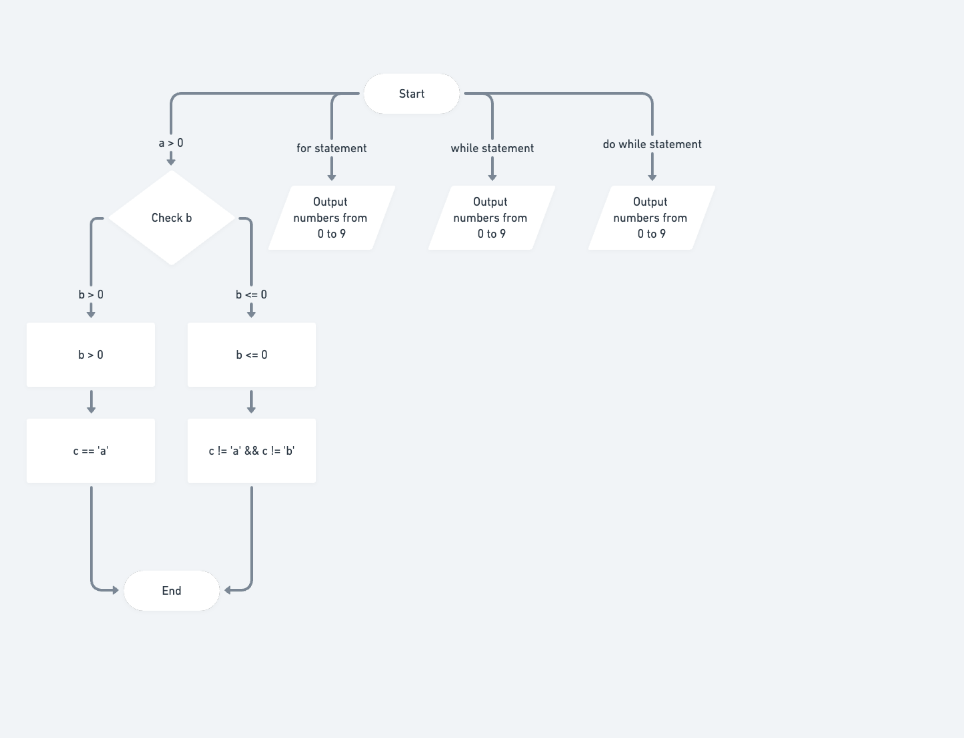 Start
a > 0
for statement
while statement
do while statement
Check b
Output
numbers from
0 to 9
Output
numbers from
0 to 9
Output
numbers from
0 to 9
b > 0
b <= 0
b > 0
b <= 0
c == 'a'
c != 'a' && c != 'b'
End